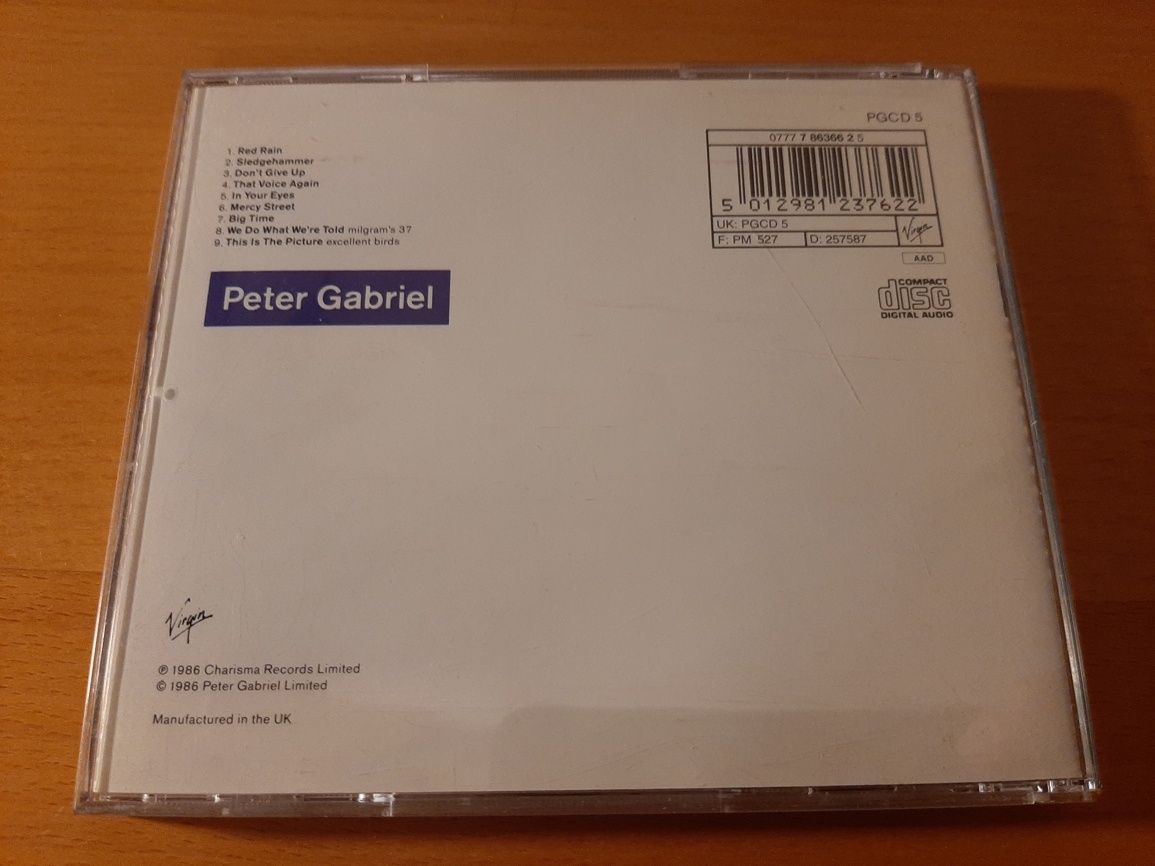 1. Red Rain
2. Sledgehammer
3. Don't Give Up
4. That Voice Again
5. In Your Eyes
6. Mercy Street
7. Big Time
8. We Do What We're Told milgram's 37
9. This Is The Picture excellent birds
Peter Gabriel
PGCD 5
0777 7 86366 2 5
5 012981 237622
UK: PGCD 5
F: PM 527
D: 257587
Virgin
AAD
COMPACT
disc
DIGITAL AUDIO
Virgin
℗ 1986 Charisma Records Limited
© 1986 Peter Gabriel Limited
Manufactured in the UK